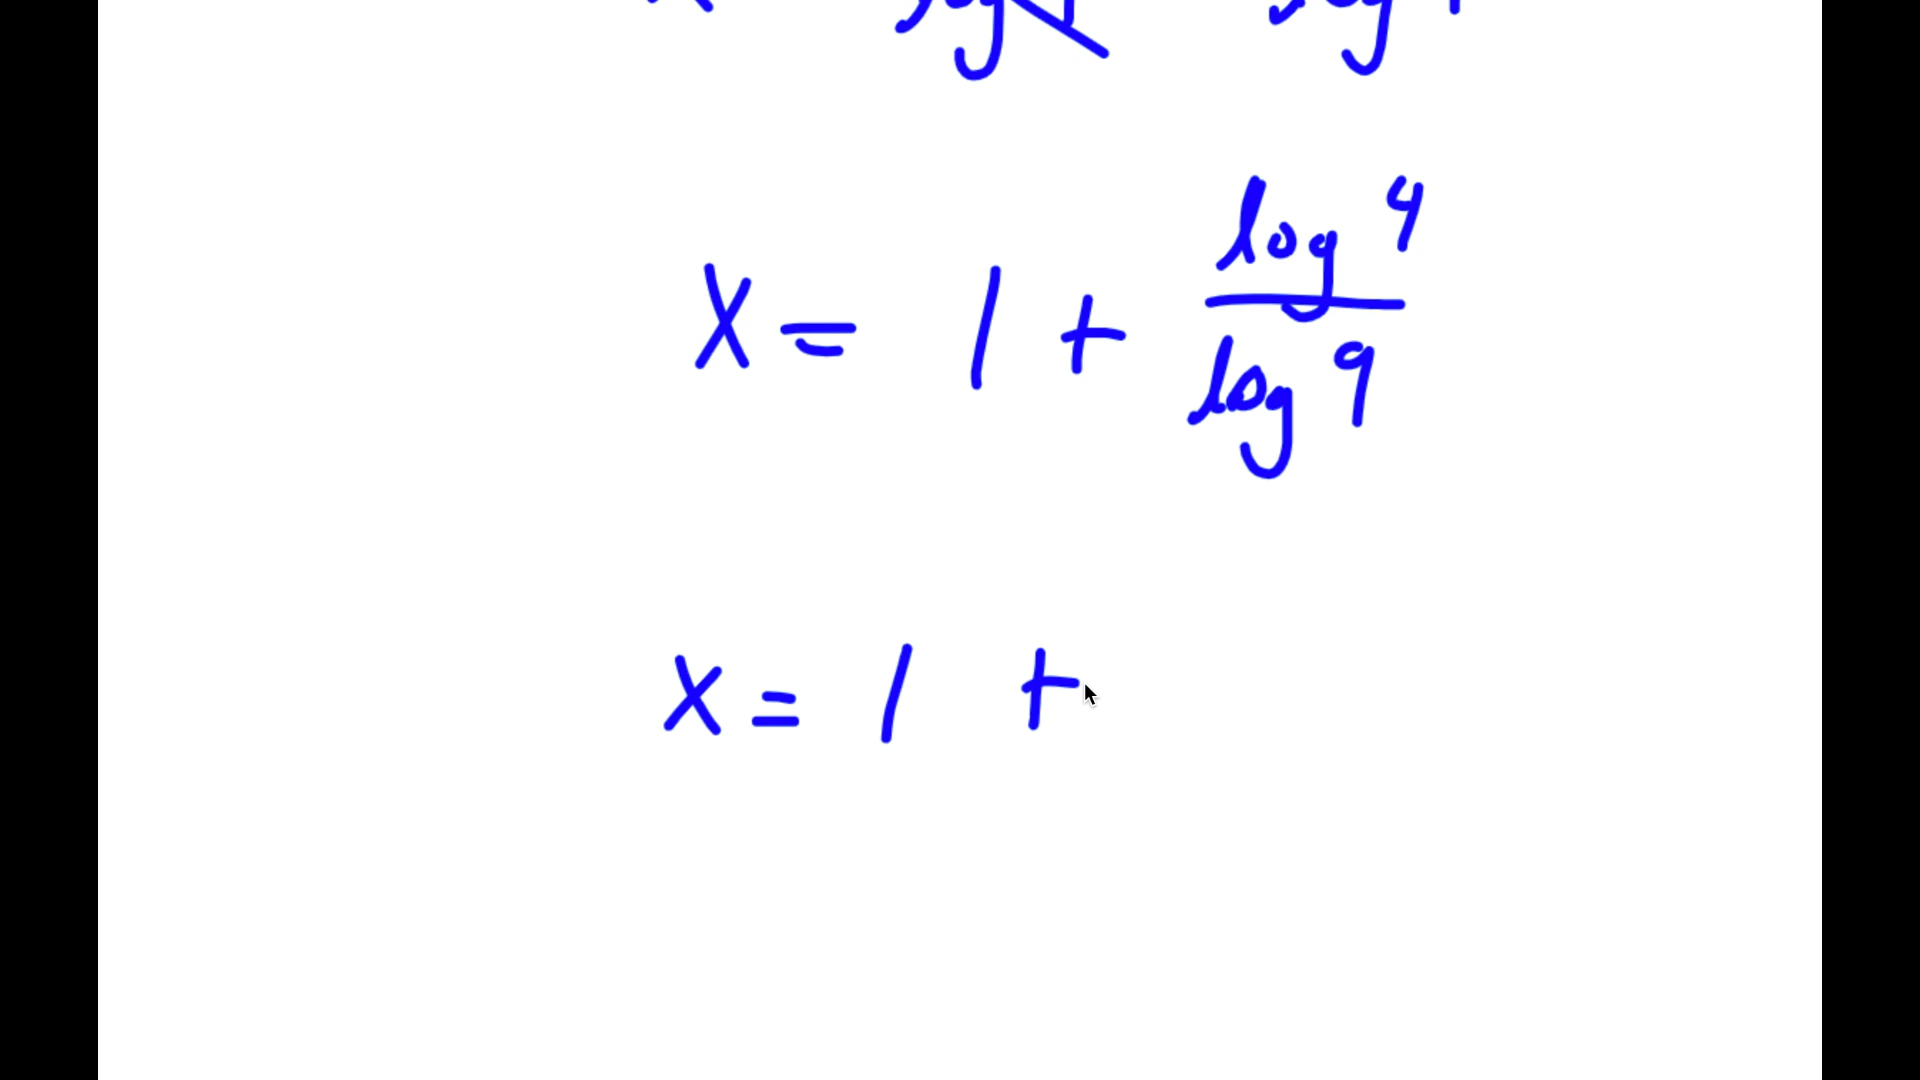 x = 1 + log 4 / log 9
x = 1 +